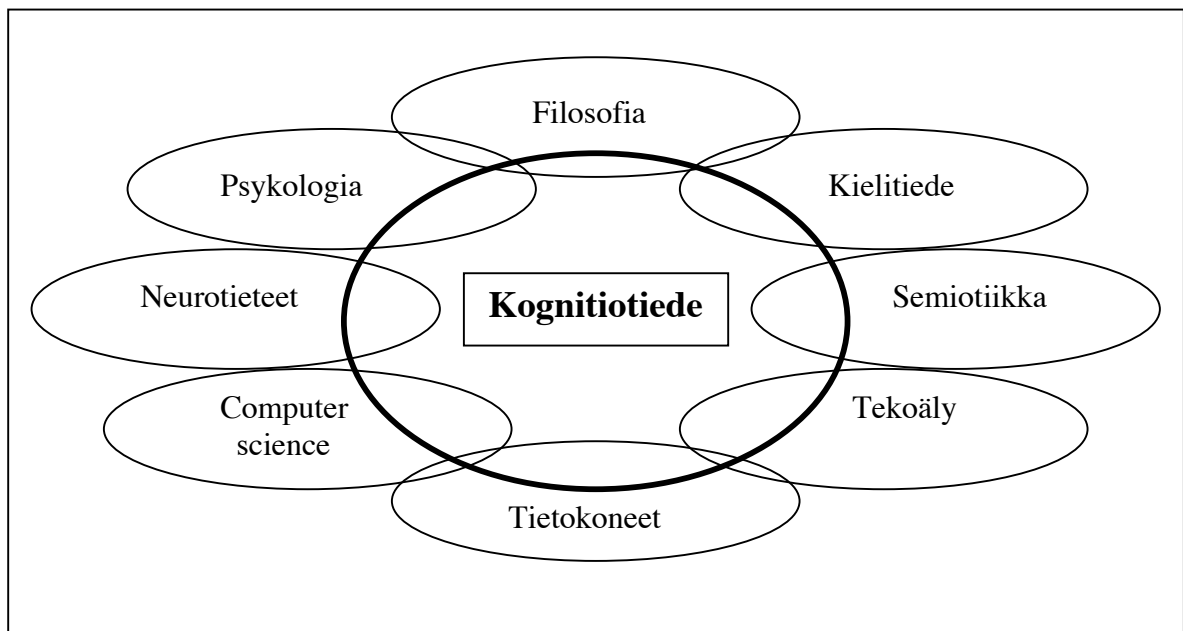 Filosofia
Psykologia
Kielitiede
Neurotieteet
Kognitiotiede
Semiotiikka
Computer
science
Tekoäly
Tietokoneet